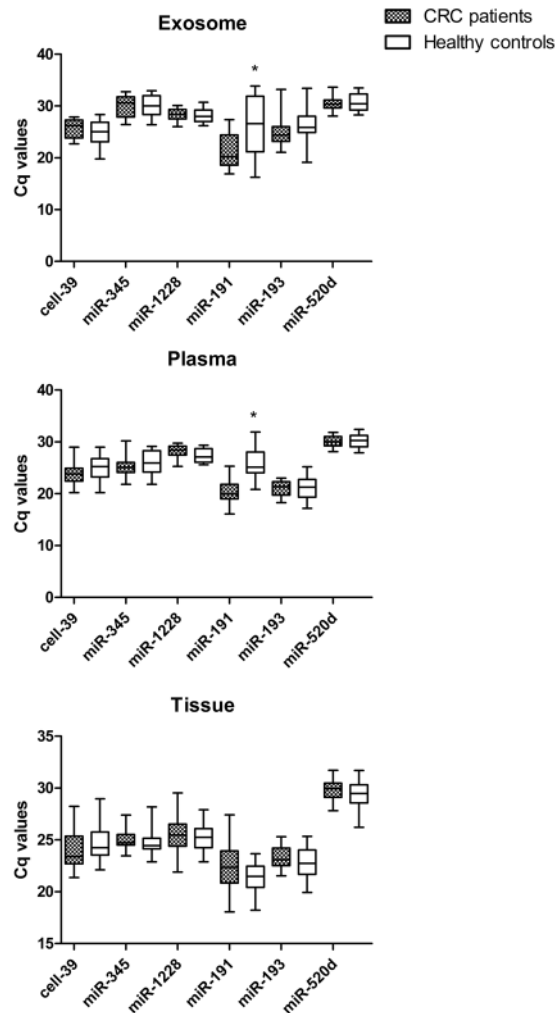 CRC patients
Healthy controls
Exosome
*
Cq values
40
30
20
10
0
cell-39
miR-345
miR-1228
miR-191
miR-193
miR-520d
Plasma
*
Cq values
40
30
20
10
0
cell-39
miR-345
miR-1228
miR-191
miR-193
miR-520d
Tissue
Cq values
35
30
25
20
15
cell-39
miR-345
miR-1228
miR-191
miR-193
miR-520d